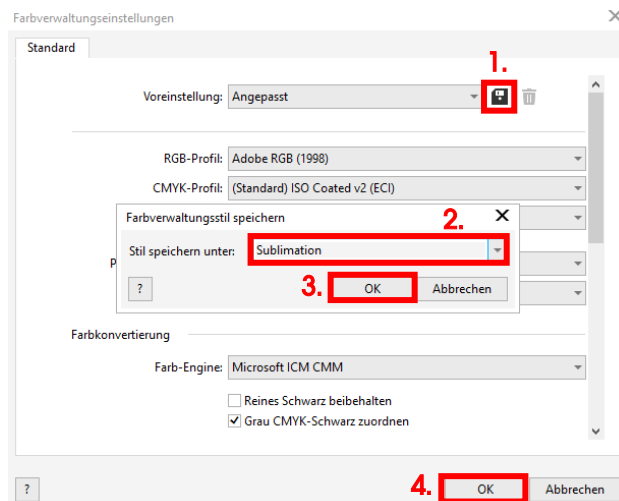 Farbverwaltungseinstellungen
Standard
1.
Voreinstellung: Angepasst
RGB-Profil: Adobe RGB (1998)
CMYK-Profil: (Standard) ISO Coated v2 (ECI)
Farbverwaltungsstil speichern
2.
Stil speichern unter: Sublimation
P
3.
? OK Abbrechen
Farbkonvertierung
Farb-Engine: Microsoft ICM CMM
Reines Schwarz beibehalten
Grau CMYK-Schwarz zuordnen
? 4. OK Abbrechen